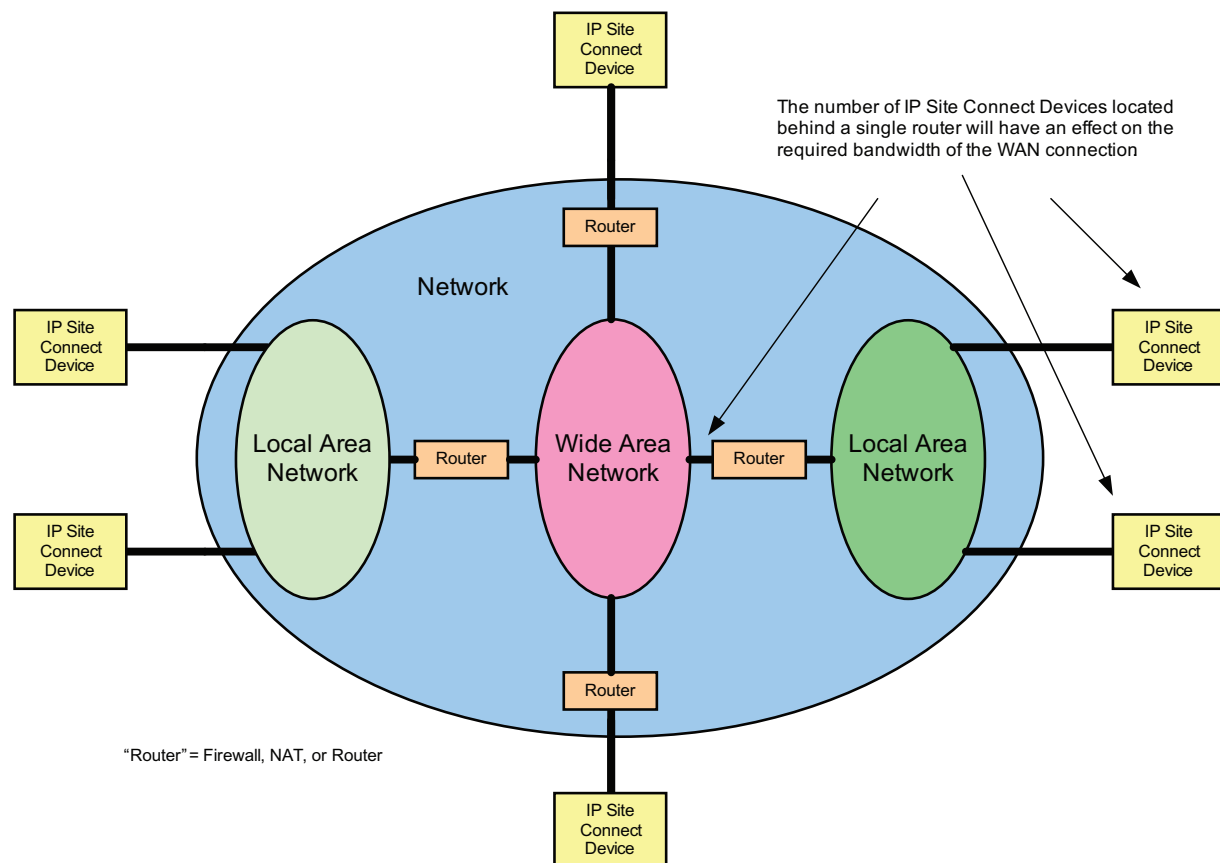 IP Site
Connect
Device
The number of IP Site Connect Devices located
behind a single router will have an effect on the
required bandwidth of the WAN connection
Router
Network
IP Site
Connect
Device
IP Site
Connect
Device
Local Area
Network
Router
Wide Area
Network
Router
Local Area
Network
IP Site
Connect
Device
IP Site
Connect
Device
Router
“Router” = Firewall, NAT, or Router
IP Site
Connect
Device